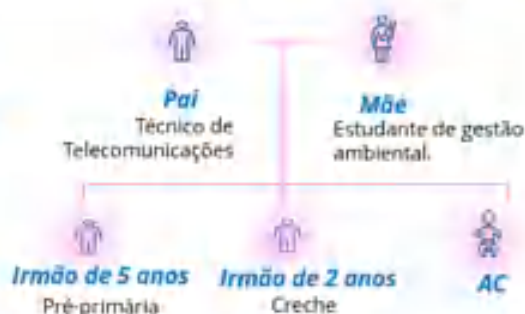 Pai
Técnico de
Telecomunicações
Mãe
Estudante de gestão
ambiental.
Irmão de 5 anos
Pré-primária
Irmão de 2 anos
Creche
AC